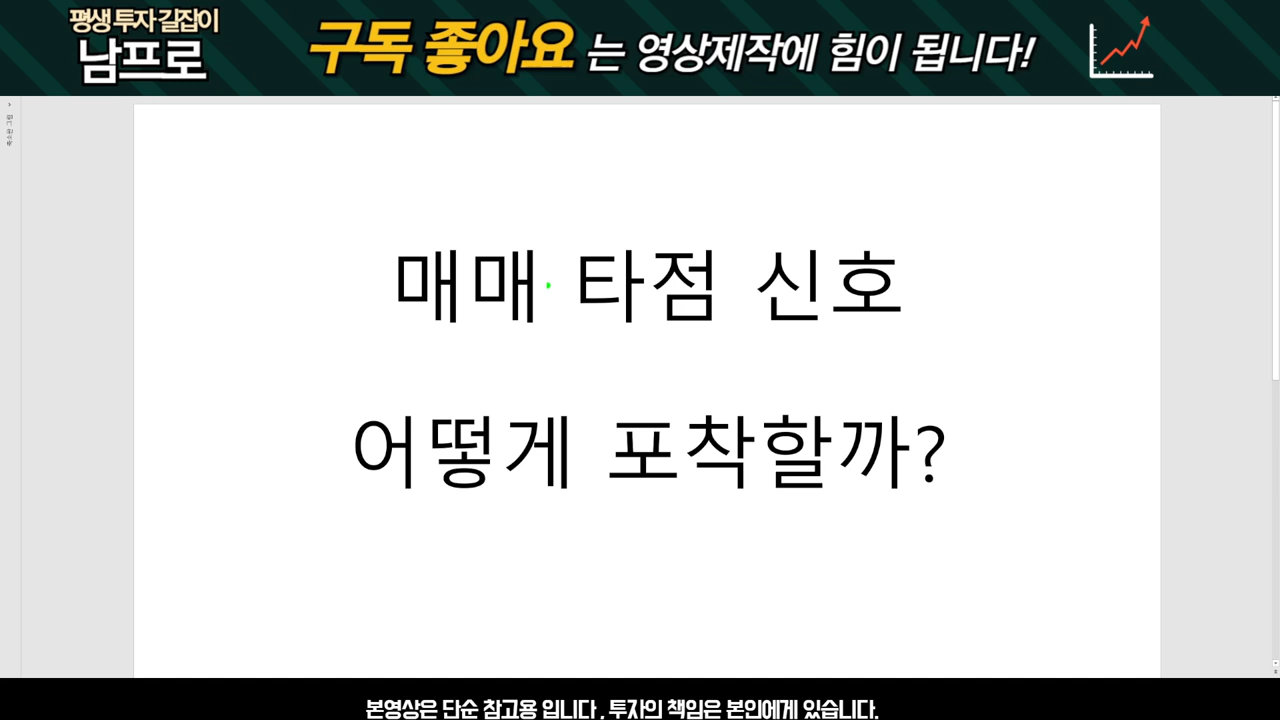 평생 투자 길잡이
남프로
구독 좋아요 는 영상제작에 힘이 됩니다!
매매 타점 신호
어떻게 포착할까?
본영상은 단순 참고용 입니다 , 투자의 책임은 본인에게 있습니다.